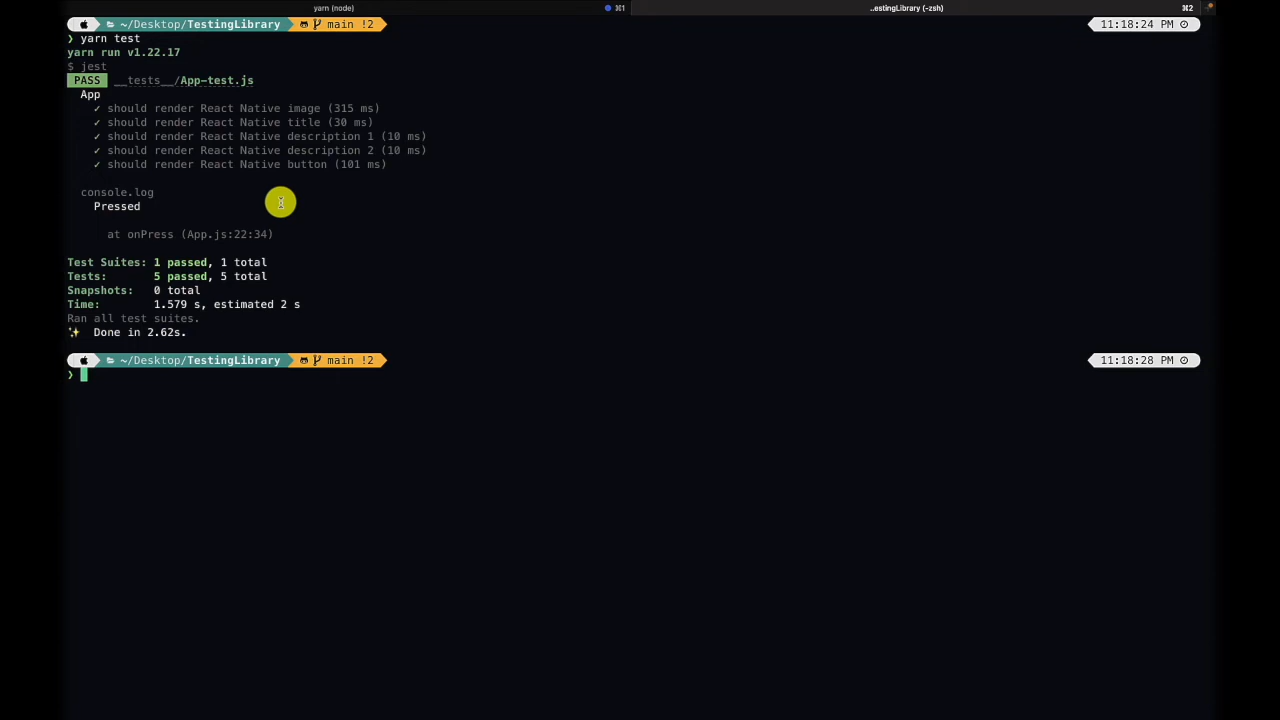 yarn (node) ⌘1 ..estingLibrary (-zsh) ⌘2
~/Desktop/TestingLibrary main !2 11:18:24 PM
❯ yarn test
yarn run v1.22.17
$ jest
PASS __tests__/App-test.js
App
✓ should render React Native image (315 ms)
✓ should render React Native title (30 ms)
✓ should render React Native description 1 (10 ms)
✓ should render React Native description 2 (10 ms)
✓ should render React Native button (101 ms)
console.log
Pressed
at onPress (App.js:22:34)
Test Suites: 1 passed, 1 total
Tests: 5 passed, 5 total
Snapshots: 0 total
Time: 1.579 s, estimated 2 s
Ran all test suites.
✨ Done in 2.62s.
~/Desktop/TestingLibrary main !2 11:18:28 PM
❯